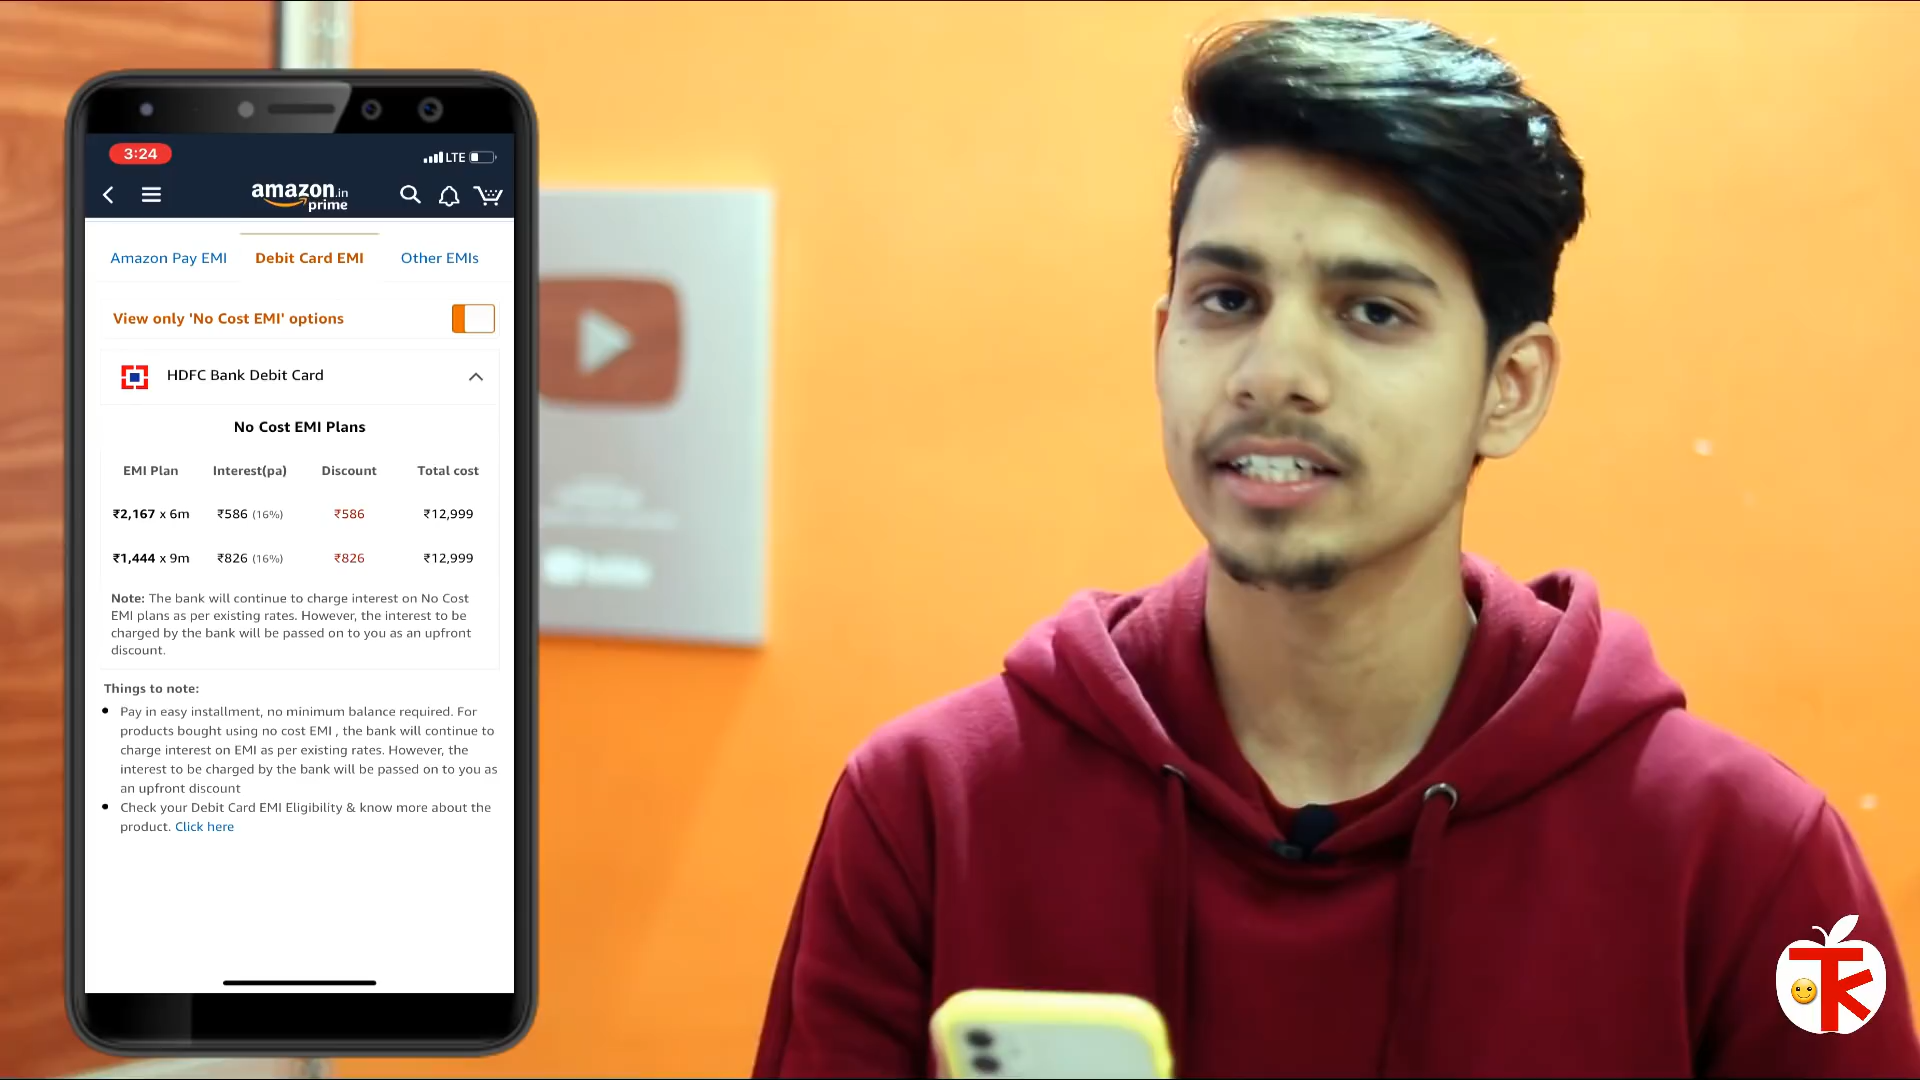 3:24
LTE
amazon.in
prime
Amazon Pay EMI
Debit Card EMI
Other EMIs
View only 'No Cost EMI' options
HDFC Bank Debit Card
No Cost EMI Plans
EMI Plan Interest(pa) Discount Total cost
₹2,167 x 6m ₹586 (16%) ₹586 ₹12,999
₹1,444 x 9m ₹826 (16%) ₹826 ₹12,999
Note: The bank will continue to charge interest on No Cost
EMI plans as per existing rates. However, the interest to be
charged by the bank will be passed on to you as an upfront
discount.
Things to note:
Pay in easy installment, no minimum balance required. For
products bought using no cost EMI , the bank will continue to
charge interest on EMI as per existing rates. However, the
interest to be charged by the bank will be passed on to you as
an upfront discount
Check your Debit Card EMI Eligibility & know more about the
product. Click here
TK